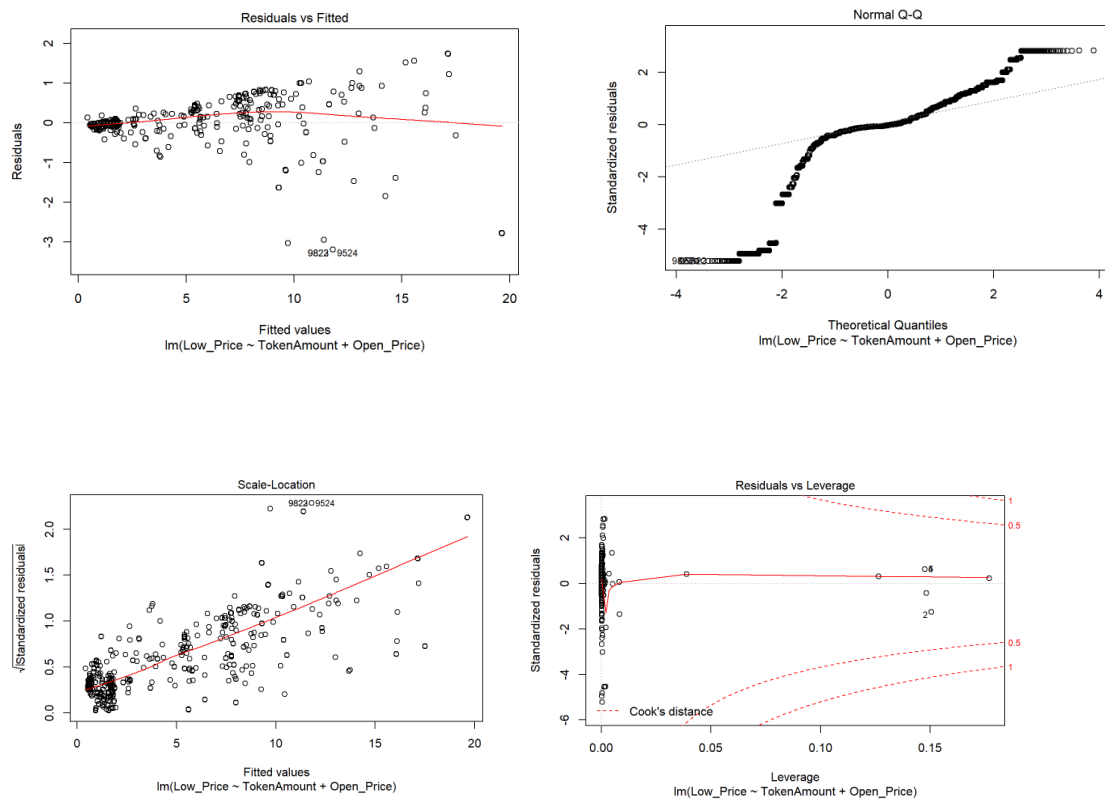 Residuals vs Fitted
Residuals
2
1
0
-1
-2
-3
9823 9524
0
5
10
15
20
Fitted values
lm(Low_Price ~ TokenAmount + Open_Price)
Normal Q-Q
Standardized residuals
2
0
-2
-4
-4
-2
0
2
4
Theoretical Quantiles
lm(Low_Price ~ TokenAmount + Open_Price)
Scale-Location
√|Standardized residuals|
2.0
1.5
1.0
0.5
0.0
9524
0
5
10
15
20
Fitted values
lm(Low_Price ~ TokenAmount + Open_Price)
Residuals vs Leverage
Standardized residuals
4
2
0
-2
-4
-6
1
0.5
2
0.5
1
Cook's distance
0.00
0.05
0.10
0.15
Leverage
lm(Low_Price ~ TokenAmount + Open_Price)